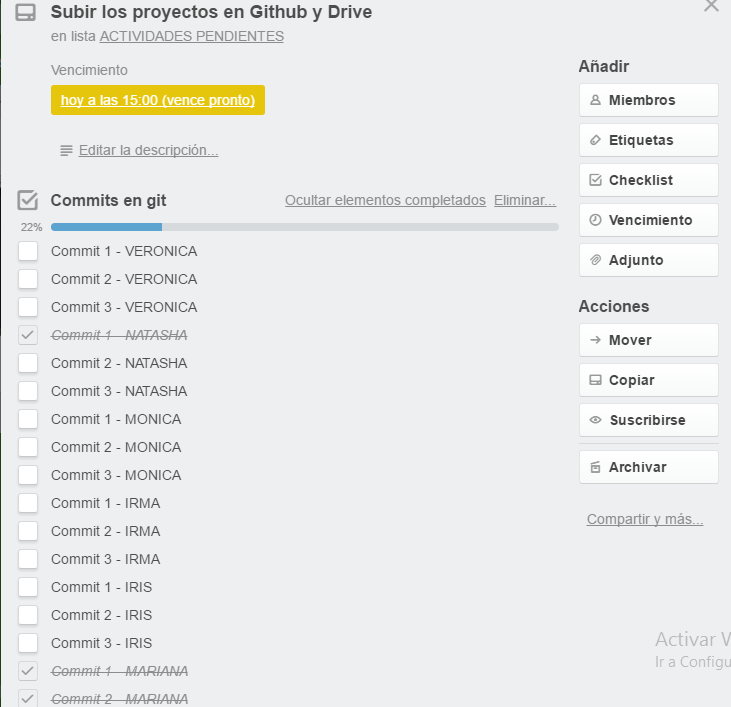 Subir los proyectos en Github y Drive
en lista ACTIVIDADES PENDIENTES
Vencimiento
hoy a las 15:00 (vence pronto)
Editar la descripción...
Commits en git
Ocultar elementos completados
Eliminar...
22%
Commit 1 - VERONICA
Commit 2 - VERONICA
Commit 3 - VERONICA
Commit 1 - NATASHA
Commit 2 - NATASHA
Commit 3 - NATASHA
Commit 1 - MONICA
Commit 2 - MONICA
Commit 3 - MONICA
Commit 1 - IRMA
Commit 2 - IRMA
Commit 3 - IRMA
Commit 1 - IRIS
Commit 2 - IRIS
Commit 3 - IRIS
Commit 1 - MARIANA
Commit 2 - MARIANA
Añadir
Miembros
Etiquetas
Checklist
Vencimiento
Adjunto
Acciones
Mover
Copiar
Suscribirse
Archivar
Compartir y más...
Activar W
Ir a Configu